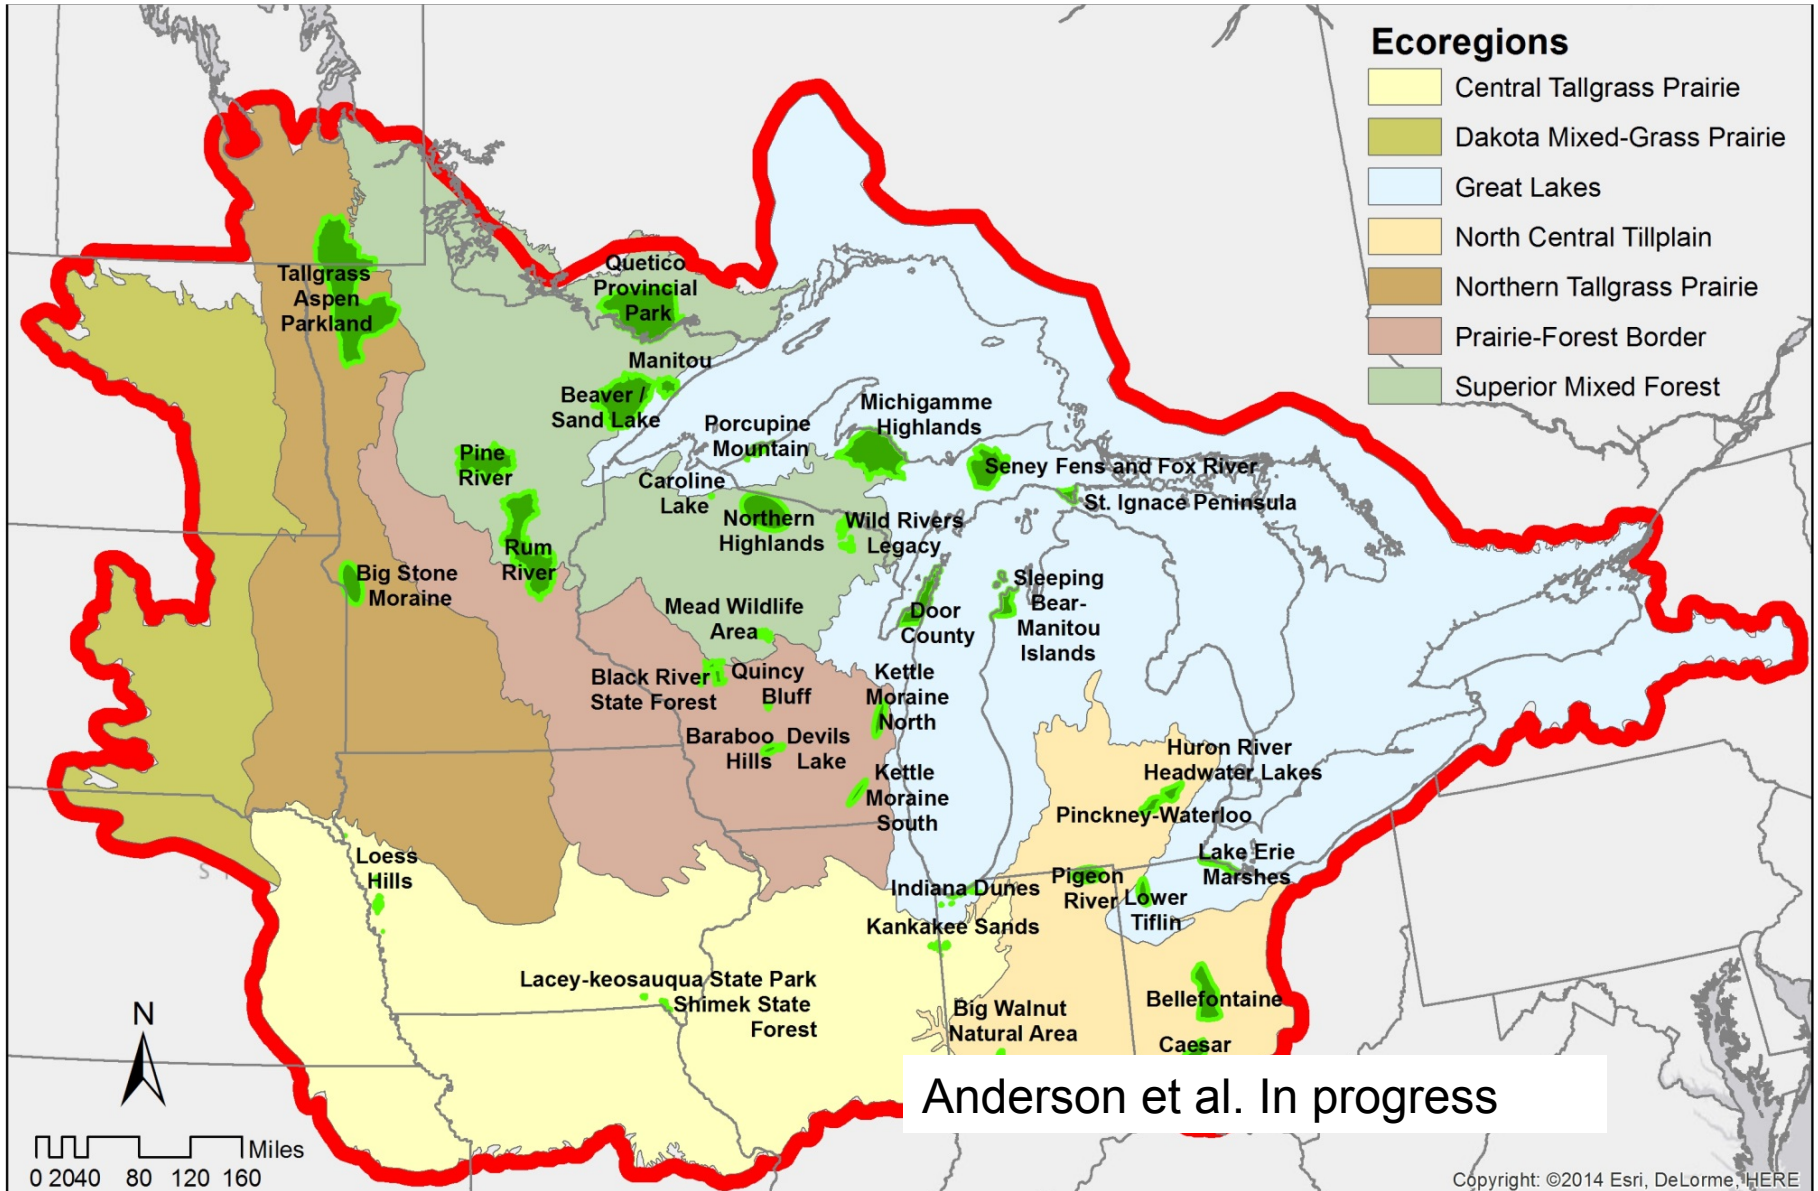 Ecoregions
Central Tallgrass Prairie
Dakota Mixed-Grass Prairie
Great Lakes
North Central Tillplain
Northern Tallgrass Prairie
Prairie-Forest Border
Superior Mixed Forest
Tallgrass
Aspen
Parkland
Quetico
Provincial
Park
Manitou
Beaver /
Sand Lake
Porcupine
Mountain
Michigamme
Highlands
Pine
River
Caroline
Lake
Seney Fens and Fox River
St. Ignace Peninsula
Northern
Highlands
Wild Rivers
Legacy
Rum
River
Big Stone
Moraine
Mead Wildlife
Area
Door
County
Sleeping
Bear-
Manitou
Islands
Black River
State Forest
Quincy
Bluff
Kettle
Moraine
North
Baraboo
Hills
Devils
Lake
Kettle
Moraine
South
Huron River
Headwater Lakes
Pinckney-Waterloo
Loess
Hills
Lake Erie
Marshes
Indiana Dunes
Pigeon
River
Lower
Tiflin
Kankakee Sands
Lacey-keosauqua State Park
Shimek State
Forest
Big Walnut
Natural Area
Bellefontaine
Caesar
N
Anderson et al. In progress
Miles
0 20 40 80 120 160
Copyright: ©2014 Esri, DeLorme, HERE